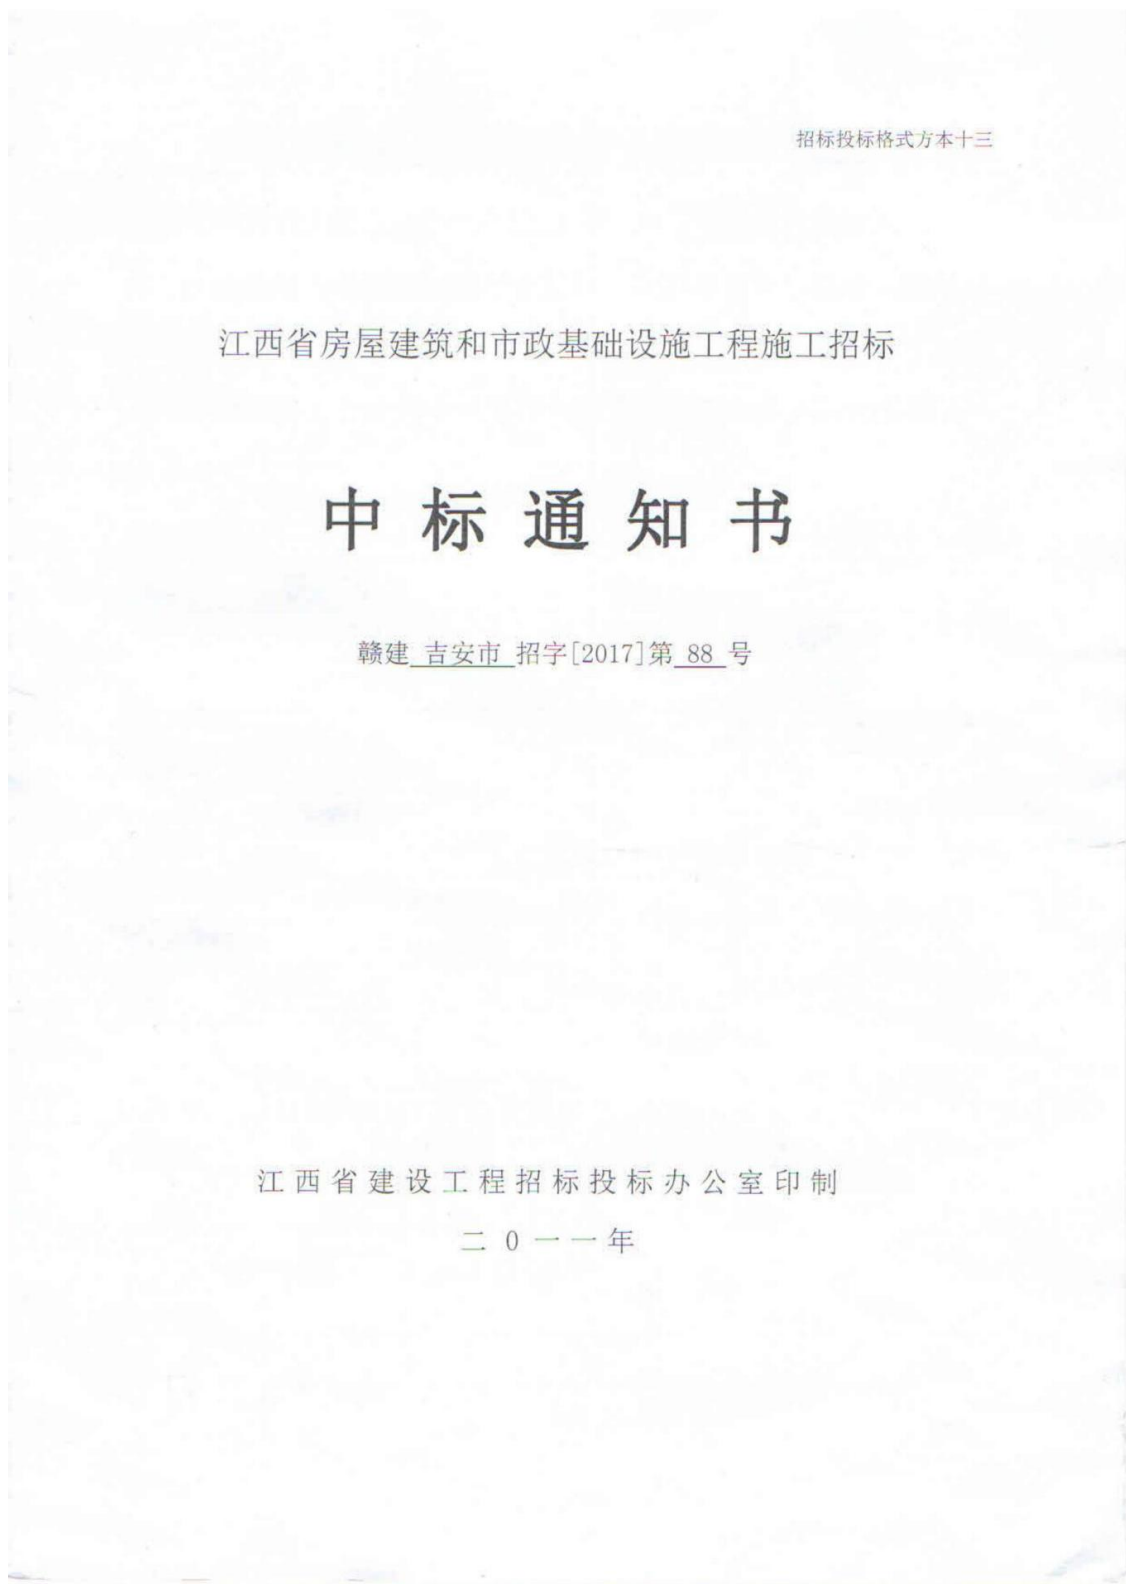 招标投标格式方本十三
江西省房屋建筑和市政基础设施工程施工招标
中标通知书
赣建 吉安市 招字[2017]第 88 号
江西省建设工程招标投标办公室印制
二0一一年